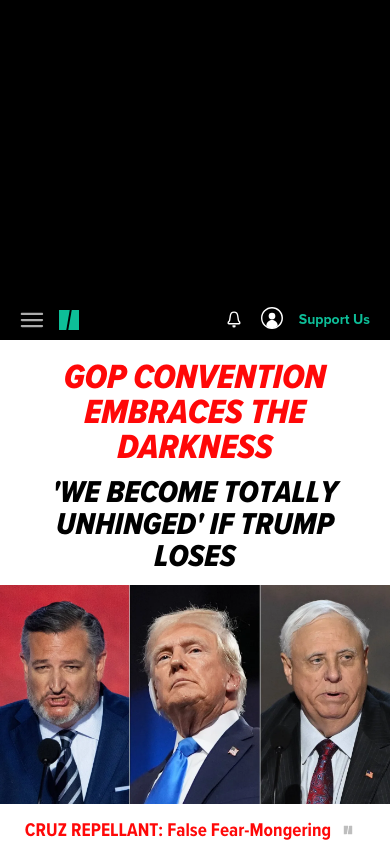 Support Us
GOP CONVENTION
EMBRACES THE
DARKNESS
'WE BECOME TOTALLY
UNHINGED' IF TRUMP
LOSES
CRUZ REPELLANT: False Fear-Mongering